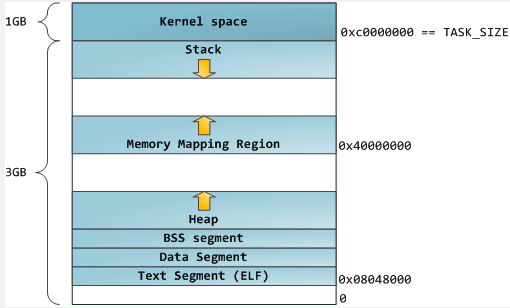 1GB
Kernel space
0xc0000000 == TASK_SIZE
Stack
Memory Mapping Region
0x40000000
3GB
Heap
BSS segment
Data Segment
Text Segment (ELF)
0x08048000
0